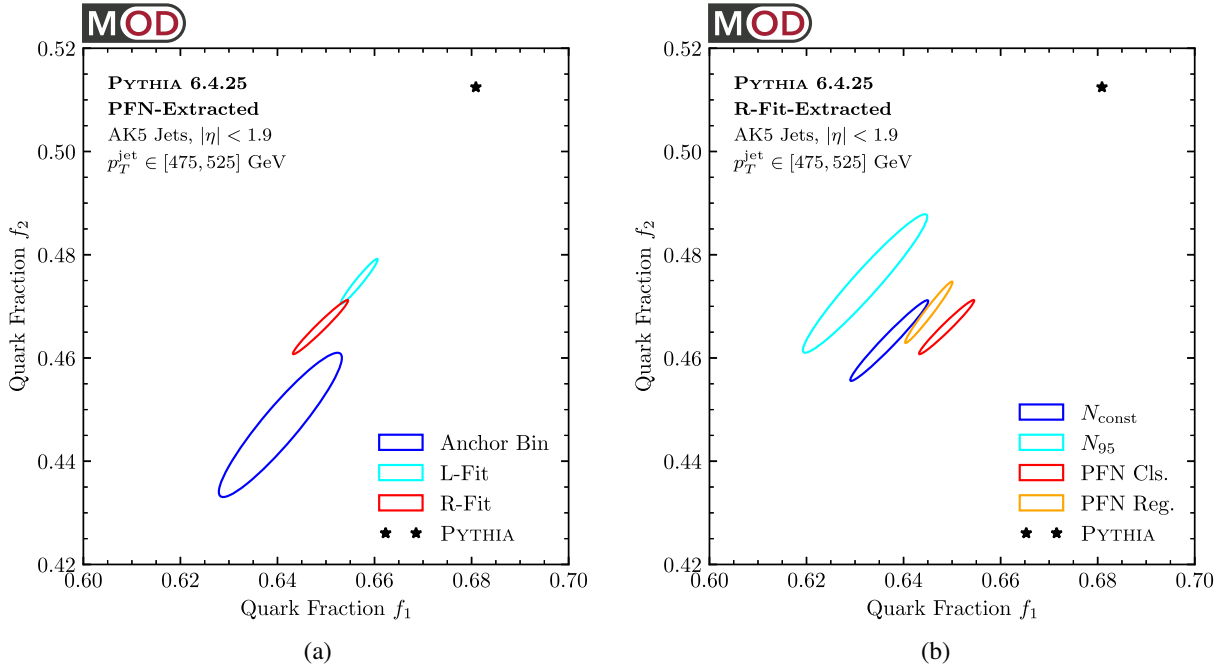 MOD
PYTHIA 6.4.25
PFN-Extracted
AK5 Jets, |η| < 1.9
p_T^jet ∈ [475, 525] GeV
0.52
0.50
0.48
0.46
0.44
0.42
Quark Fraction f₂
Anchor Bin
L-Fit
R-Fit
PYTHIA
0.60 0.62 0.64 0.66 0.68 0.70
Quark Fraction f₁
(a)
MOD
PYTHIA 6.4.25
R-Fit-Extracted
AK5 Jets, |η| < 1.9
p_T^jet ∈ [475, 525] GeV
0.52
0.50
0.48
0.46
0.44
0.42
Quark Fraction f₂
N_const
N₉₅
PFN Cls.
PFN Reg.
PYTHIA
0.60 0.62 0.64 0.66 0.68 0.70
Quark Fraction f₁
(b)